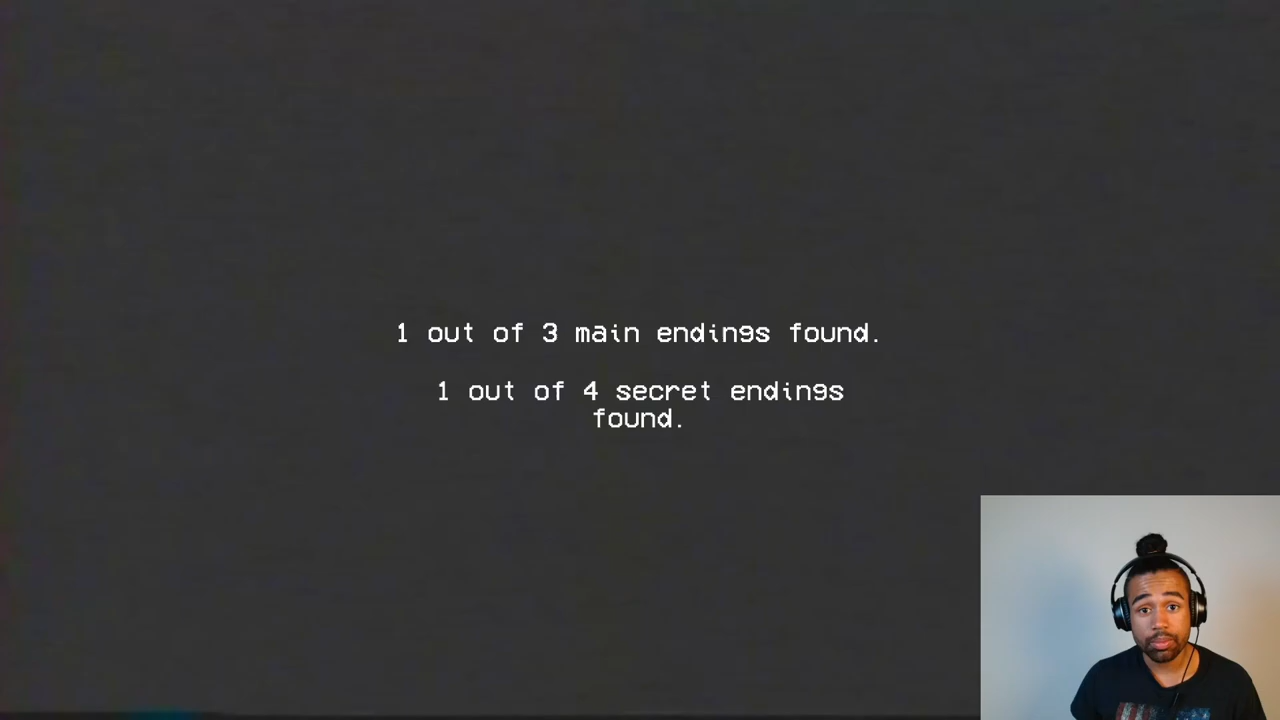 1 out of 3 main endings found.
1 out of 4 secret endings
found.